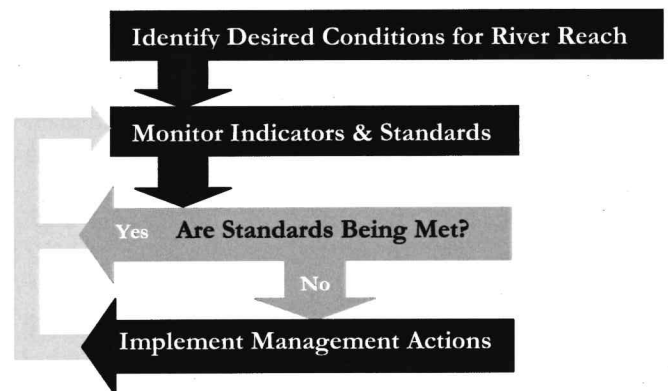 Identify Desired Conditions for River Reach
Monitor Indicators & Standards
Yes Are Standards Being Met?
No
Implement Management Actions